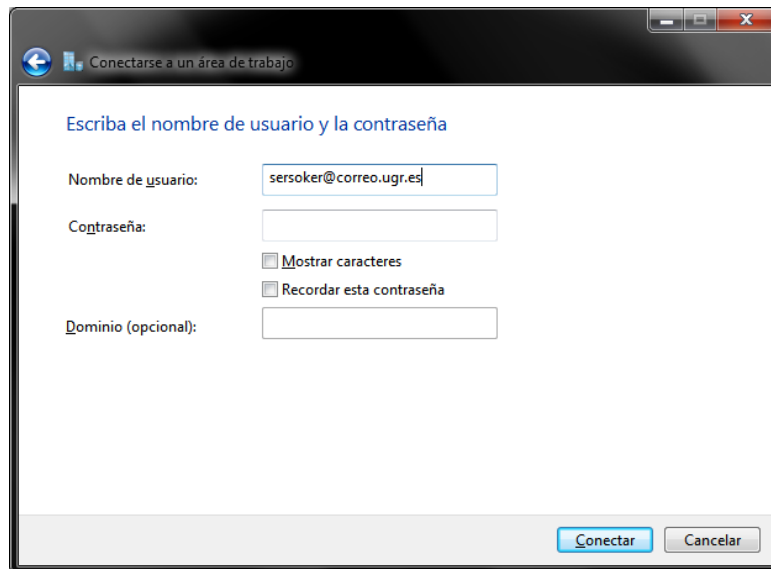 Conectarse a un área de trabajo
Escriba el nombre de usuario y la contraseña
Nombre de usuario: sersoker@correo.ugr.es
Contraseña:
Mostrar caracteres
Recordar esta contraseña
Dominio (opcional):
Conectar Cancelar